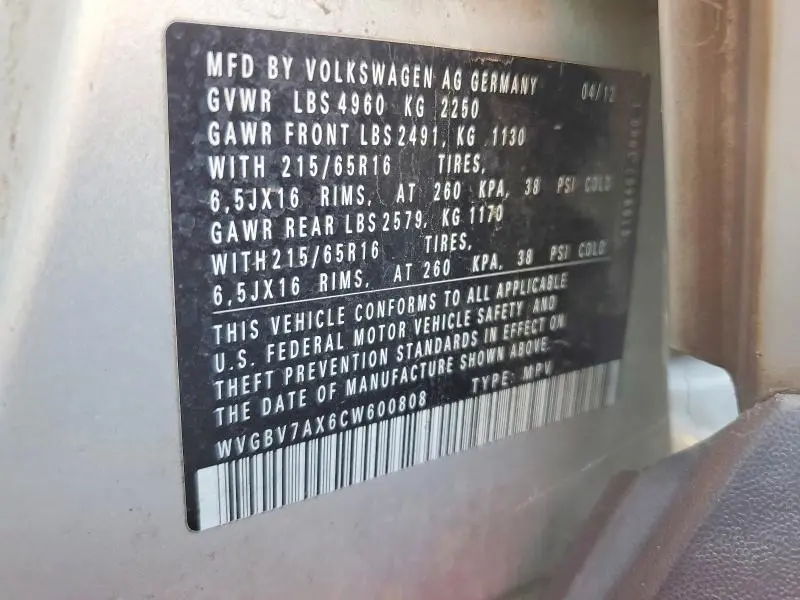 MFD BY VOLKSWAGEN AG GERMANY 04/12
GVWR LBS 4960 KG 2250
GAWR FRONT LBS 2491, KG 1130
WITH 215/65R16 TIRES,
6,5JX16 RIMS, AT 260 KPA, 38 PSI COLD
GAWR REAR LBS 2579, KG 1170
WITH 215/65R16 TIRES,
6,5JX16 RIMS, AT 260 KPA, 38 PSI COLD
THIS VEHICLE CONFORMS TO ALL APPLICABLE
U.S. FEDERAL MOTOR VEHICLE SAFETY AND
THEFT PREVENTION STANDARDS IN EFFECT ON
THE DATE OF MANUFACTURE SHOWN ABOVE.
WVGBV7AX6CW600808 TYPE: MPV